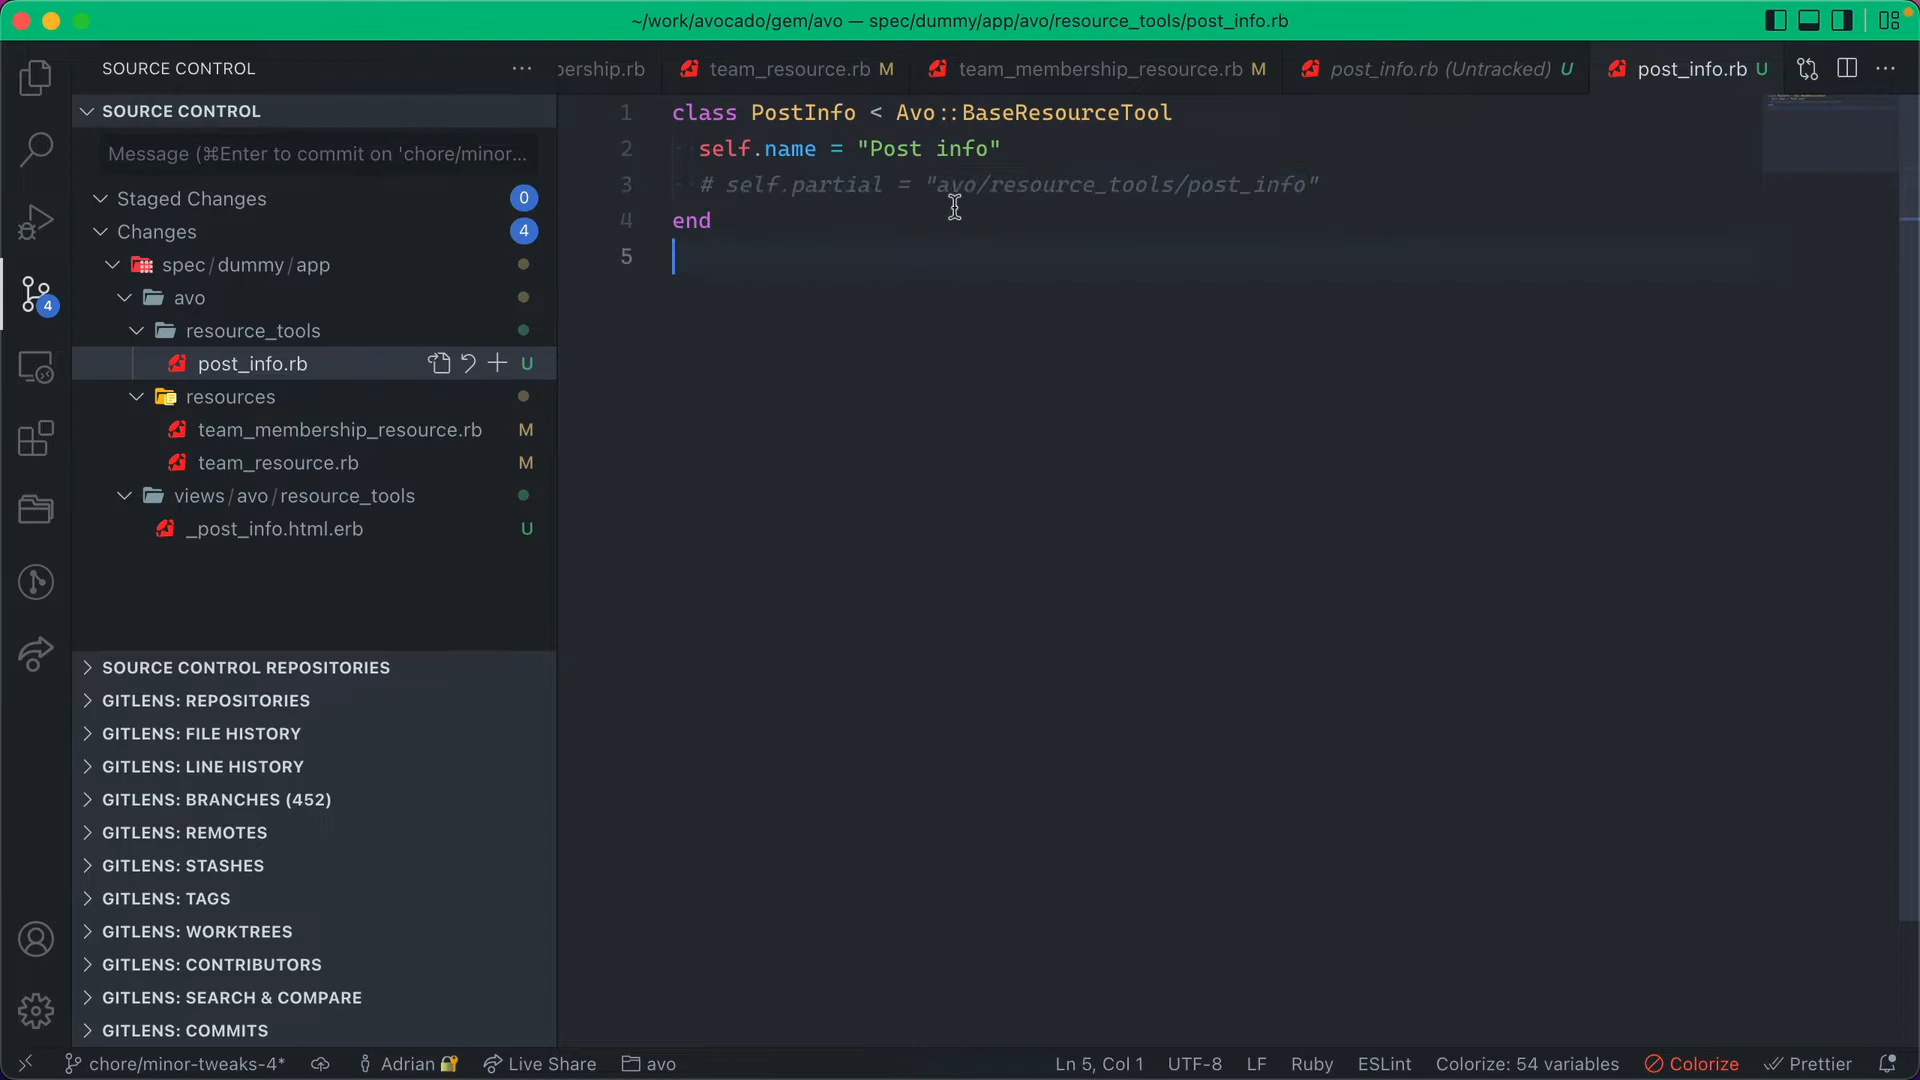 ~/work/avocado/gem/avo — spec/dummy/app/avo/resource_tools/post_info.rb
SOURCE CONTROL
bership.rb
team_resource.rb M
team_membership_resource.rb M
post_info.rb (Untracked) U
post_info.rb U
SOURCE CONTROL
Message (⌘Enter to commit on 'chore/minor...
Staged Changes 0
Changes 4
spec/dummy/app
avo
resource_tools
post_info.rb U
resources
team_membership_resource.rb M
team_resource.rb M
views/avo/resource_tools
_post_info.html.erb U
4
SOURCE CONTROL REPOSITORIES
GITLENS: REPOSITORIES
GITLENS: FILE HISTORY
GITLENS: LINE HISTORY
GITLENS: BRANCHES (452)
GITLENS: REMOTES
GITLENS: STASHES
GITLENS: TAGS
GITLENS: WORKTREES
GITLENS: CONTRIBUTORS
GITLENS: SEARCH & COMPARE
GITLENS: COMMITS
1 class PostInfo < Avo::BaseResourceTool
2 self.name = "Post info"
3 # self.partial = "avo/resource_tools/post_info"
4 end
5
chore/minor-tweaks-4* Adrian 🔐 Live Share avo Ln 5, Col 1 UTF-8 LF Ruby ESLint Colorize: 54 variables Colorize Prettier